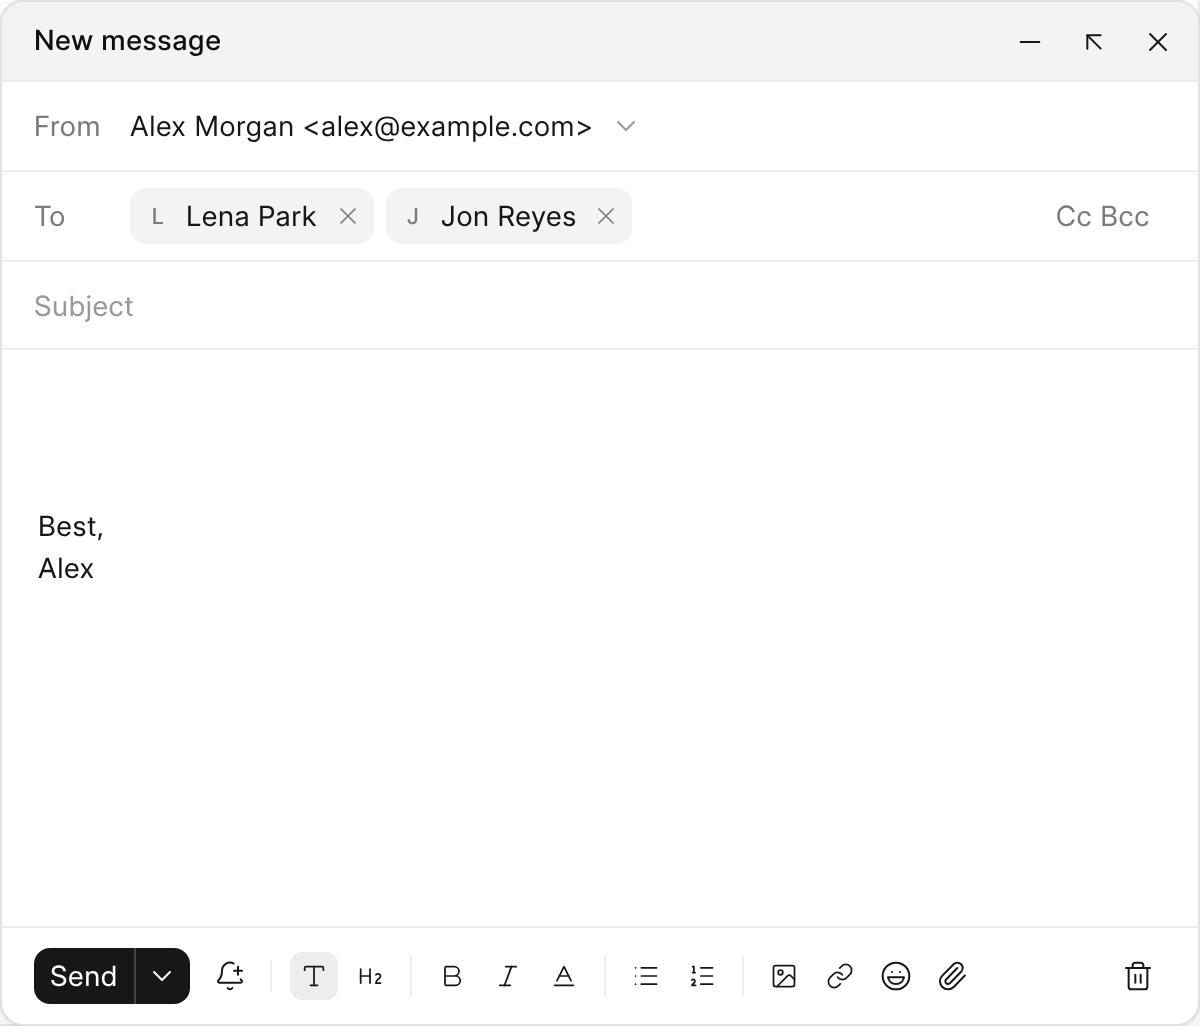 New message
From Alex Morgan <alex@example.com>
To L Lena Park J Jon Reyes Cc Bcc
Subject
Best,
Alex
Send T H2 B I A